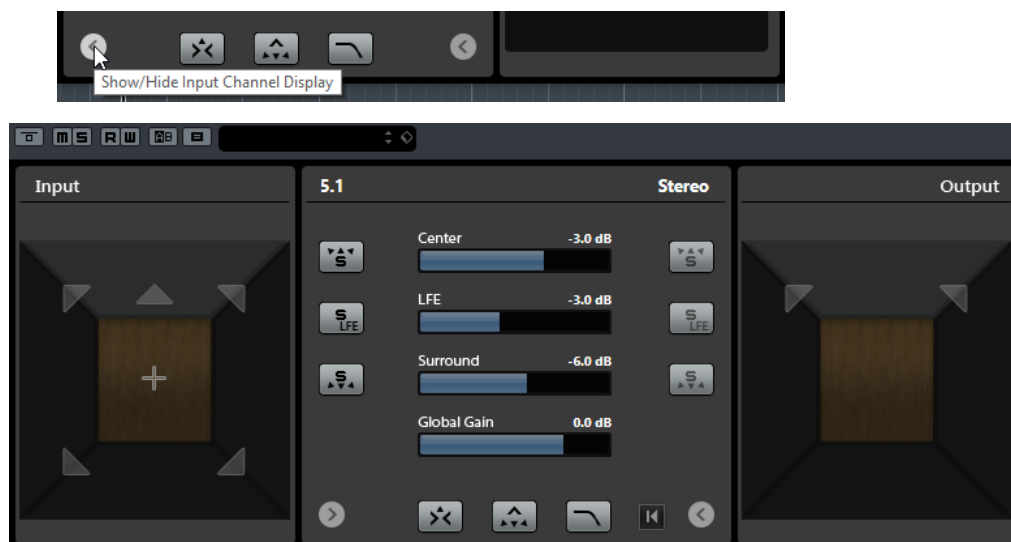 Show/Hide Input Channel Display
M S R W AB
Input
5.1 Stereo
Output
Center -3.0 dB
S S
LFE -3.0 dB
S LFE S LFE
Surround -6.0 dB
S S
Global Gain 0.0 dB